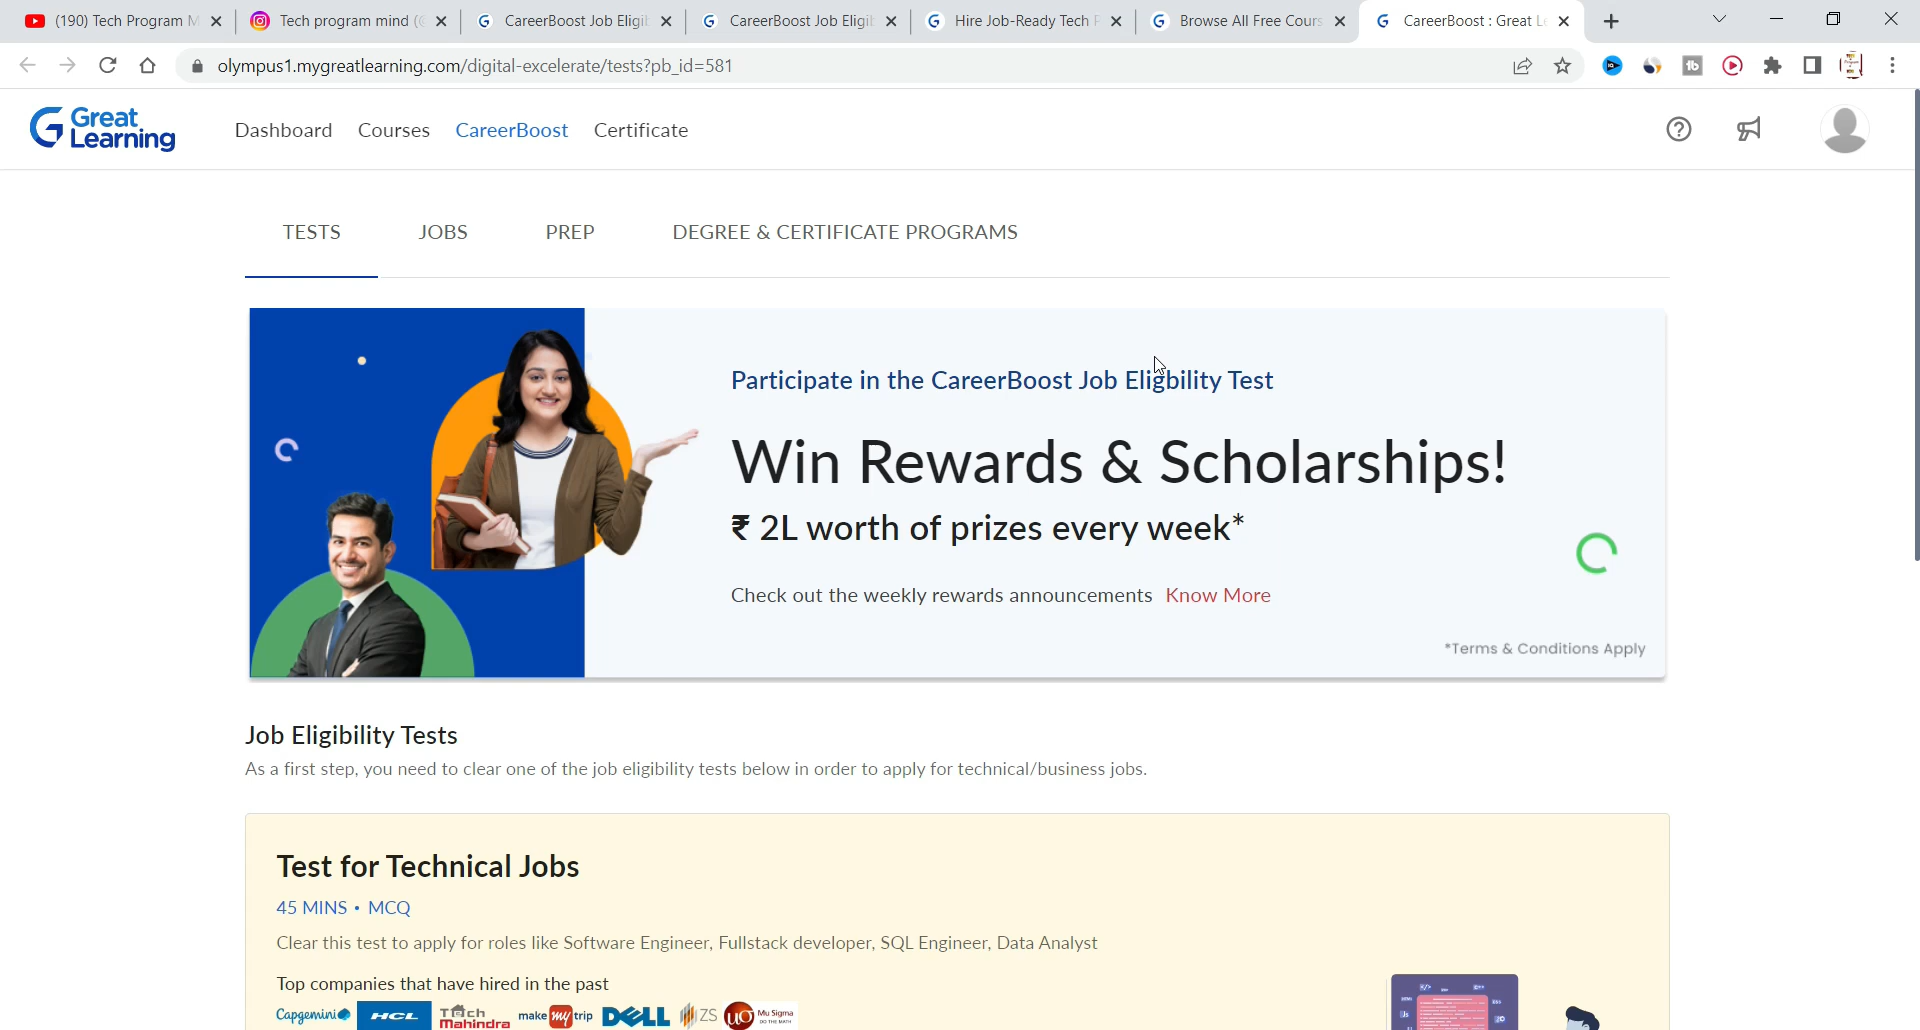 (190) Tech Program M
Tech program mind (
CareerBoost Job Eligib
CareerBoost Job Eligib
Hire Job-Ready Tech P
Browse All Free Cours
CareerBoost : Great Le
olympus1.mygreatlearning.com/digital-excelerate/tests?pb_id=581
Great Learning
Dashboard Courses CareerBoost Certificate
TESTS JOBS PREP DEGREE & CERTIFICATE PROGRAMS
Participate in the CareerBoost Job Eligbility Test
Win Rewards & Scholarships!
₹ 2L worth of prizes every week*
Check out the weekly rewards announcements Know More
*Terms & Conditions Apply
Job Eligibility Tests
As a first step, you need to clear one of the job eligibility tests below in order to apply for technical/business jobs.
Test for Technical Jobs
45 MINS • MCQ
Clear this test to apply for roles like Software Engineer, Fullstack developer, SQL Engineer, Data Analyst
Top companies that have hired in the past
Capgemini HCL Tech Mahindra make my trip DELL ZS Mu Sigma DO THE MATH